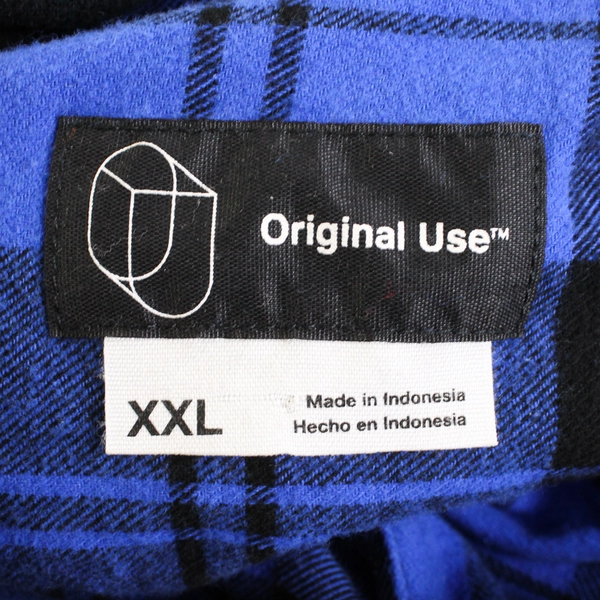 Original Use™
XXL
Made in Indonesia
Hecho en Indonesia